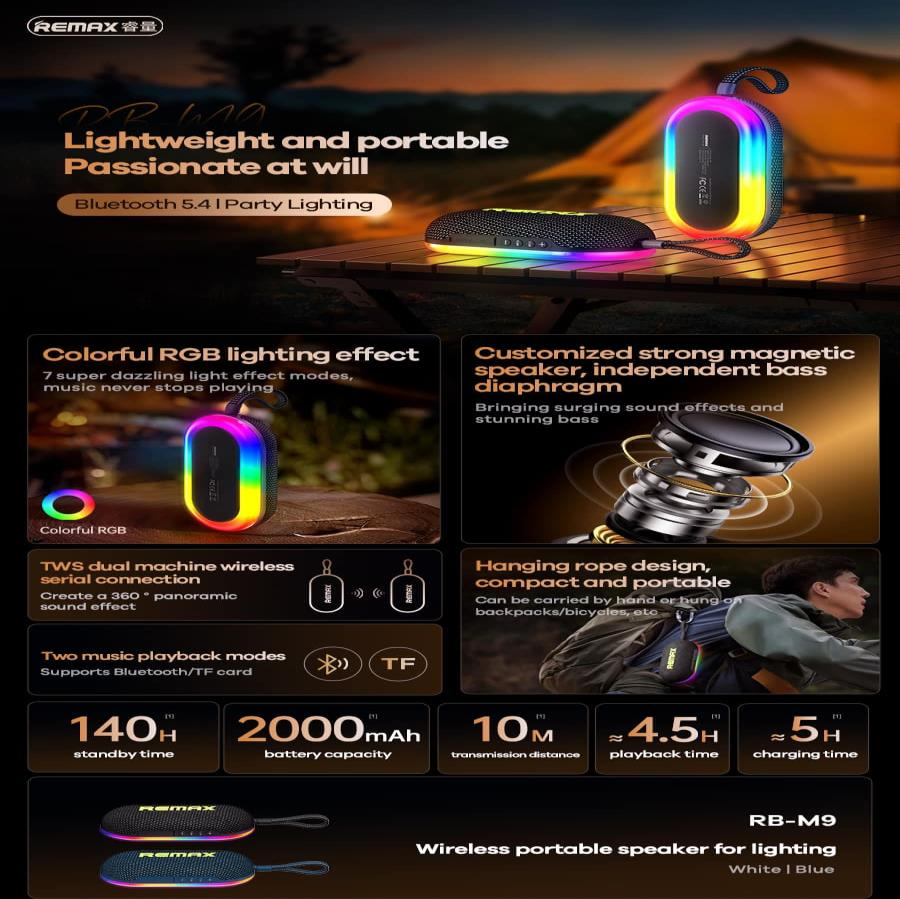 REMAX 睿量
RB-M9
Lightweight and portable
Passionate at will
Bluetooth 5.4 | Party Lighting
REMAX
Colorful RGB lighting effect
7 super dazzling light effect modes,
music never stops playing
Colorful RGB
Customized strong magnetic
speaker, independent bass
diaphragm
Bringing surging sound effects and
stunning bass
TWS dual machine wireless
serial connection
Create a 360 ° panoramic
sound effect
REMAX
REMAX
Hanging rope design,
compact and portable
Can be carried by hand or hung on
backpacks/bicycles, etc
REMAX
Two music playback modes
Supports Bluetooth/TF card
TF
140H [1]
standby time
2000mAh [1]
battery capacity
10M [1]
transmission distance
≈4.5H [1]
playback time
≈5H [1]
charging time
REMAX
REMAX
RB-M9
Wireless portable speaker for lighting
White | Blue